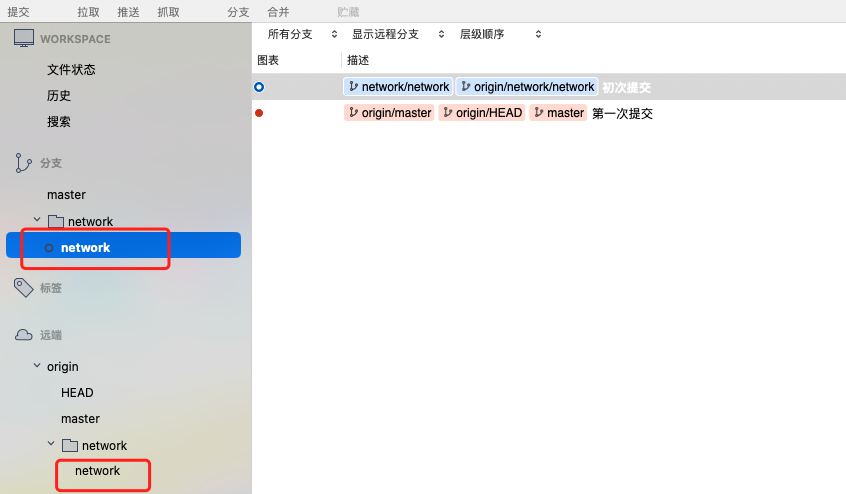 提交 拉取 推送 抓取 分支 合并 贮藏
WORKSPACE
文件状态
历史
搜索
分支
master
network
network
标签
远端
origin
HEAD
master
network
network
所有分支 显示远程分支 层级顺序
图表 描述
network/network origin/network/network 初次提交
origin/master origin/HEAD master 第一次提交